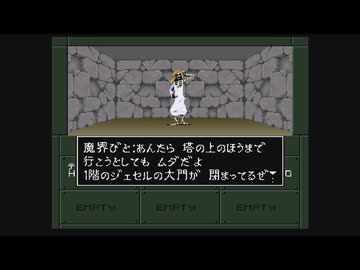 魔界びと:あんたら 塔の上のほうまで
行こうとしても ムダだよ
1階のジェセルの大門が 閉まってるぜ
EMPTY
EMPTY
EMPTY